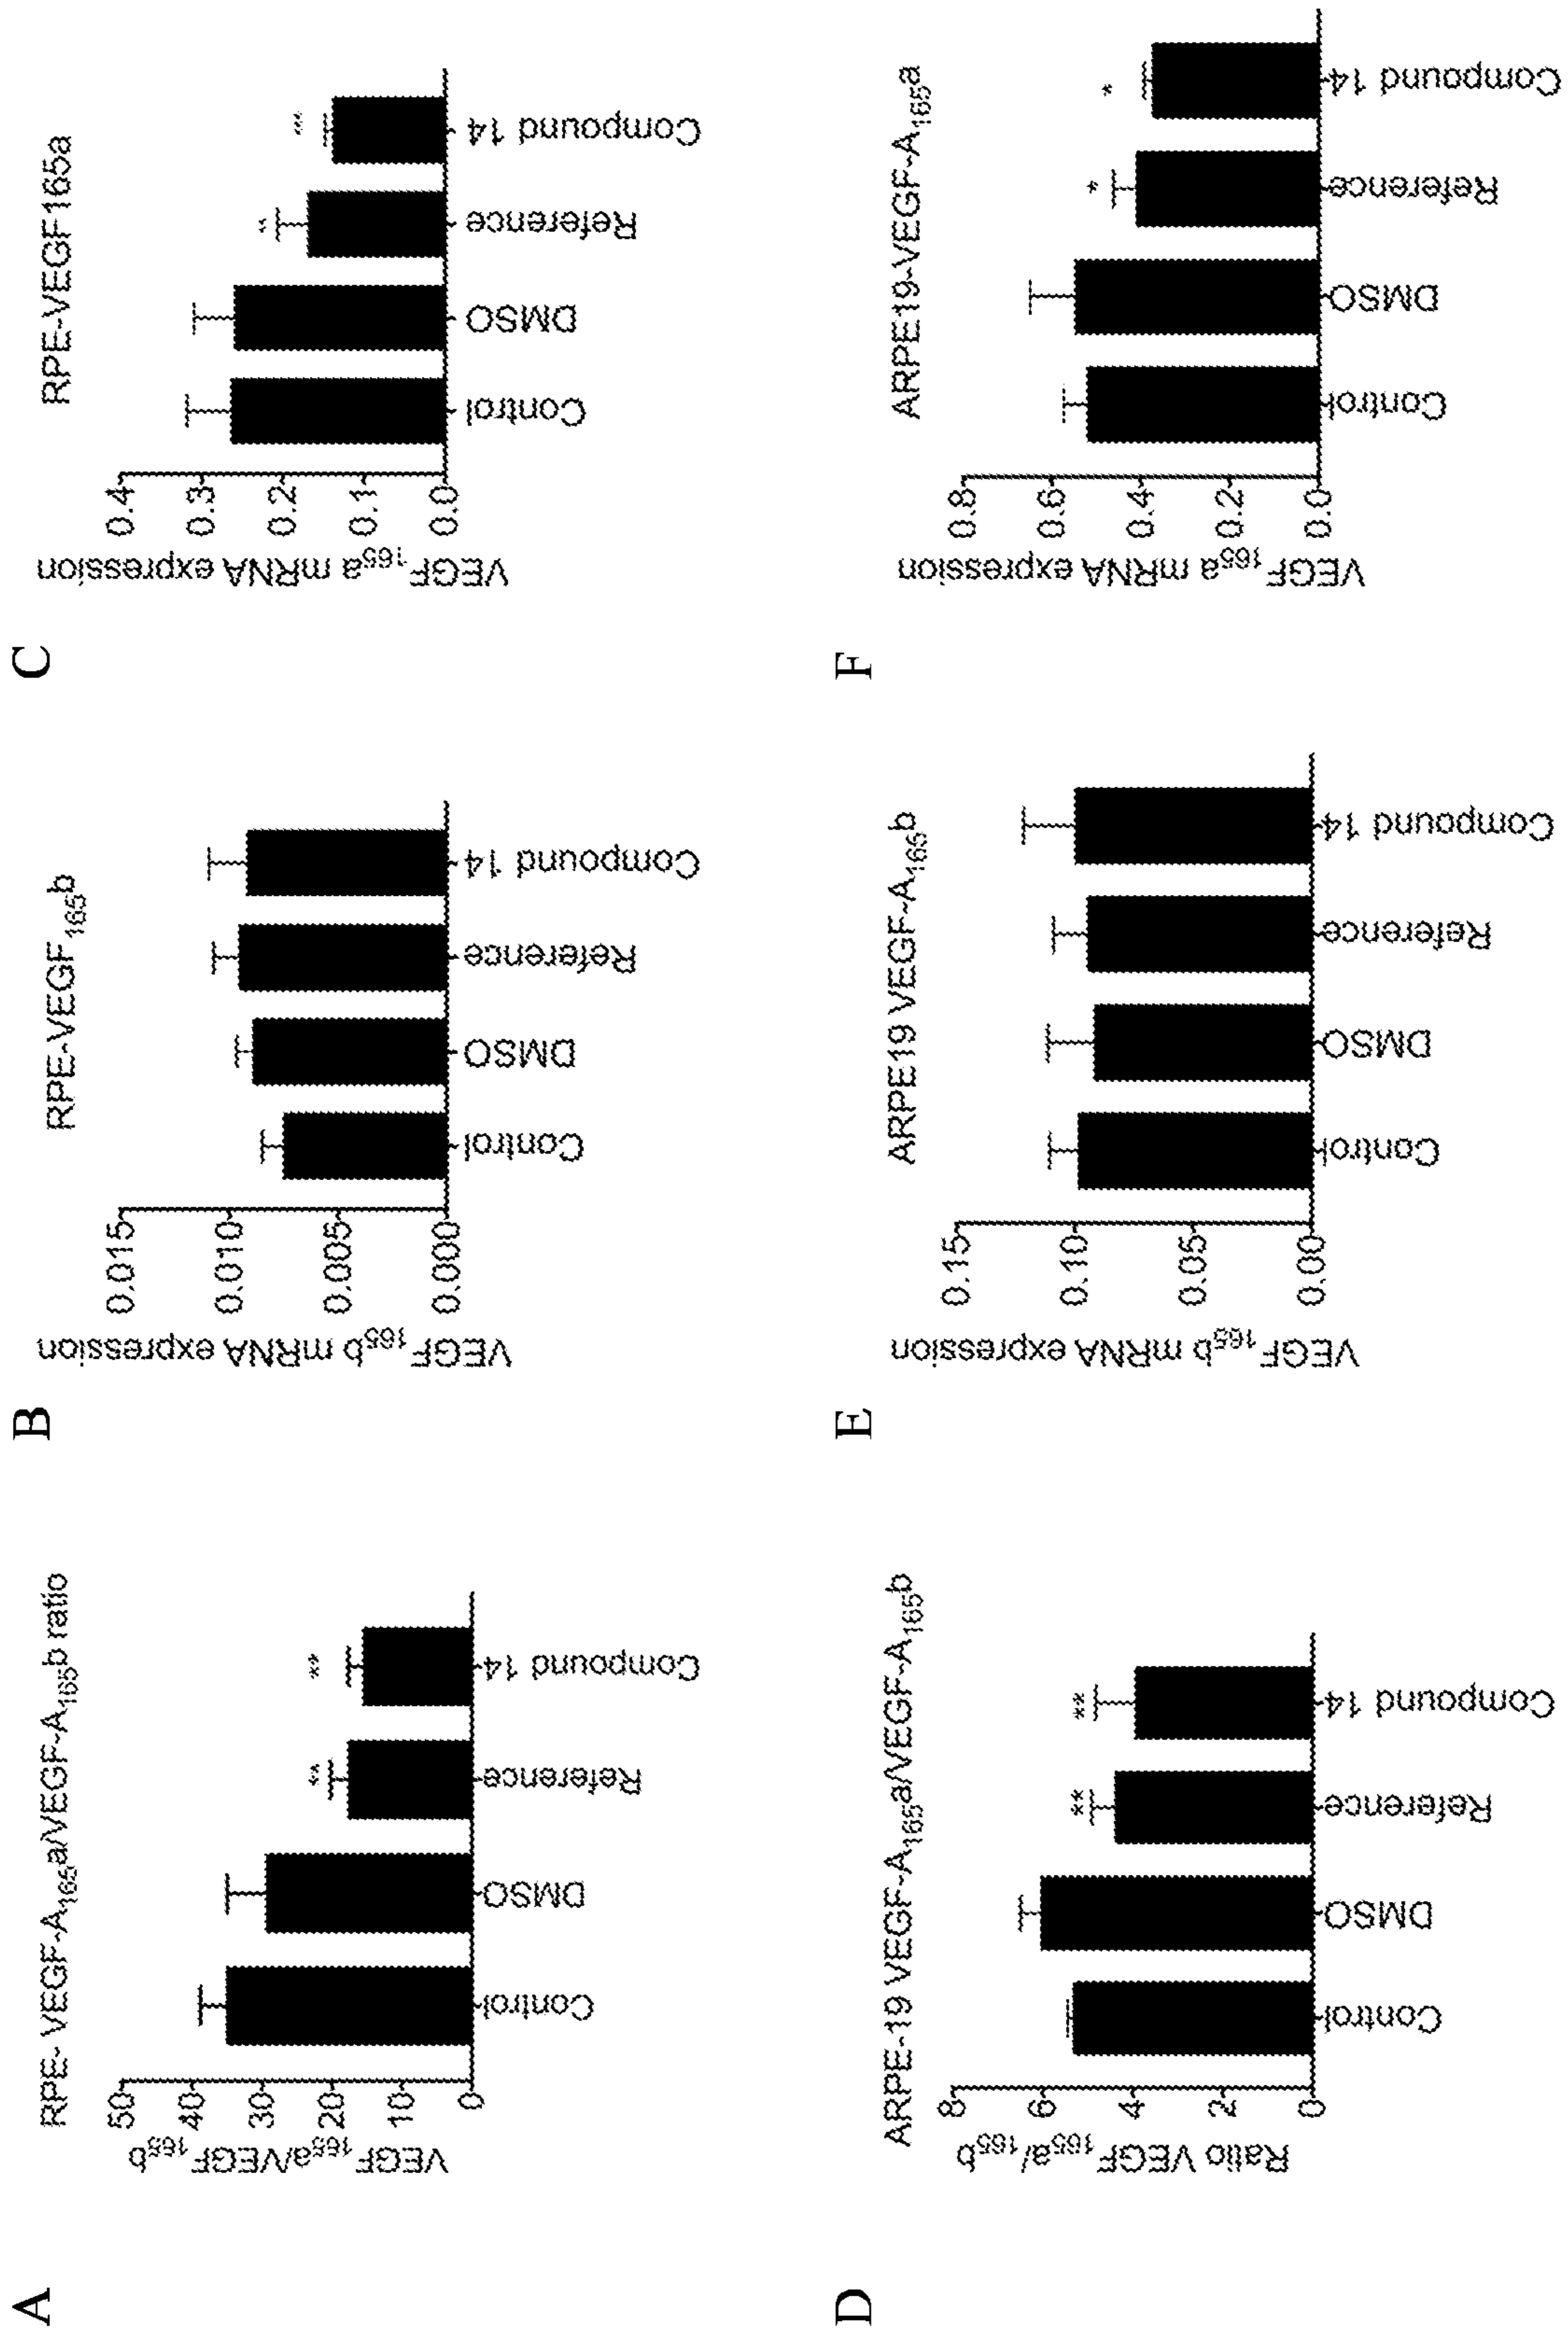 A
RPE- VEGF-A165a/VEGF-A165b ratio
VEGF165a/VEGF165b
50
40
30
20
10
0
**
**
Control
DMSO
Reference
Compound 14
B
RPE-VEGF165b
VEGF165b mRNA expression
0.015
0.010
0.005
0.000
Control
DMSO
Reference
Compound 14
C
RPE-VEGF165a
VEGF165a mRNA expression
0.4
0.3
0.2
0.1
0.0
**
***
Control
DMSO
Reference
Compound 14
D
ARPE-19 VEGF-A165a/VEGF-A165b
Ratio VEGF165a/165b
8
6
4
2
0
**
**
Control
DMSO
Reference
Compound 14
E
ARPE19 VEGF-A165b
VEGF165b mRNA expression
0.15
0.10
0.05
0.00
Control
DMSO
Reference
Compound 14
F
ARPE19-VEGF-A165a
VEGF165a mRNA expression
0.8
0.6
0.4
0.2
0.0
*
*
Control
DMSO
Reference
Compound 14